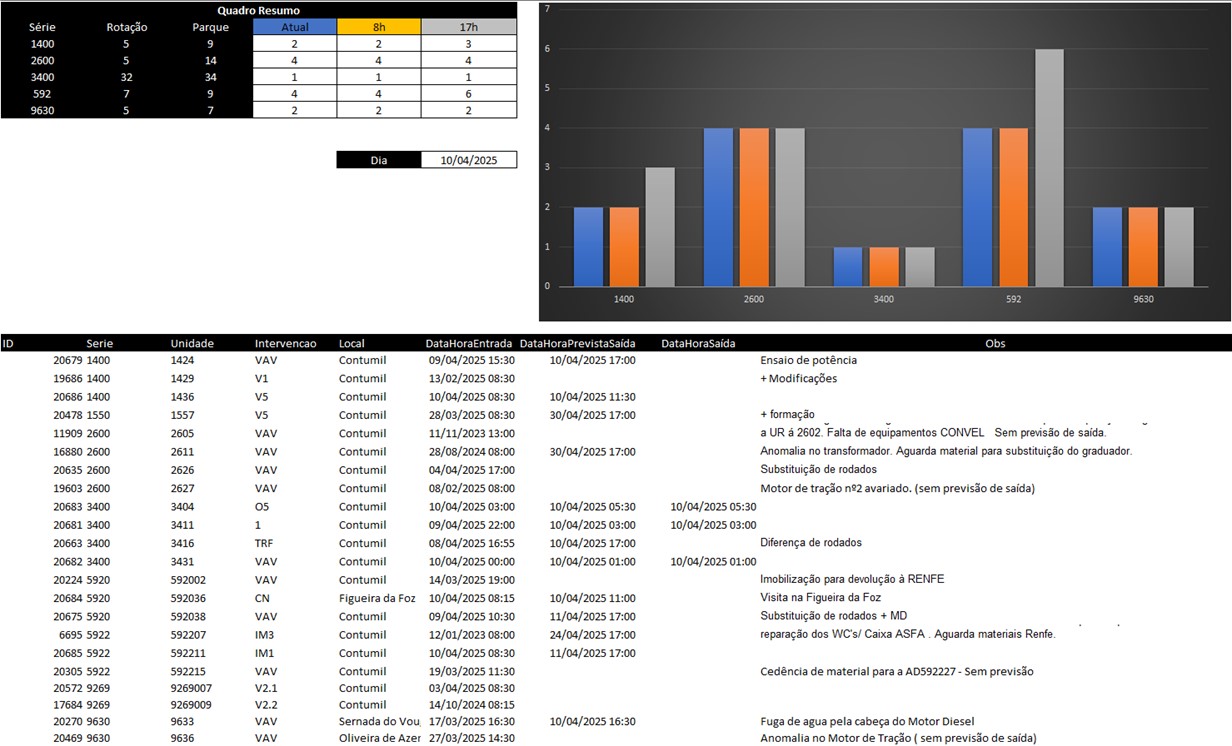 Quadro Resumo
Série Rotação Parque Atual 8h 17h
1400 5 9 2 2 3
2600 5 14 4 4 4
3400 32 34 1 1 1
592 7 9 4 4 6
9630 5 7 2 2 2
Dia 10/04/2025
7
6
5
4
3
2
1
0
1400 2600 3400 592 9630
ID Serie Unidade Intervencao Local DataHoraEntrada DataHoraPrevistaSaída DataHoraSaída Obs
20679 1400 1424 VAV Contumil 09/04/2025 15:30 10/04/2025 17:00 Ensaio de potência
19686 1400 1429 V1 Contumil 13/02/2025 08:30 + Modificações
20686 1400 1436 V5 Contumil 10/04/2025 08:30 10/04/2025 11:30
20478 1550 1557 V5 Contumil 28/03/2025 08:30 30/04/2025 17:00 + formação
11909 2600 2605 VAV Contumil 11/11/2023 13:00 a UR á 2602. Falta de equipamentos CONVEL Sem previsão de saída.
16880 2600 2611 VAV Contumil 28/08/2024 08:00 30/04/2025 17:00 Anomalia no transformador. Aguarda material para substituição do graduador.
20635 2600 2626 VAV Contumil 04/04/2025 17:00 Substituição de rodados
19603 2600 2627 VAV Contumil 08/02/2025 08:00 Motor de tração nº2 avariado. (sem previsão de saída)
20683 3400 3404 O5 Contumil 10/04/2025 03:00 10/04/2025 05:30 10/04/2025 05:30
20681 3400 3411 1 Contumil 09/04/2025 22:00 10/04/2025 03:00 10/04/2025 03:00
20663 3400 3416 TRF Contumil 08/04/2025 16:55 10/04/2025 17:00 Diferença de rodados
20682 3400 3431 VAV Contumil 10/04/2025 00:00 10/04/2025 01:00 10/04/2025 01:00
20224 5920 592002 VAV Contumil 14/03/2025 19:00 Imobilização para devolução à RENFE
20684 5920 592036 CN Figueira da Foz 10/04/2025 08:15 10/04/2025 11:00 Visita na Figueira da Foz
20675 5920 592038 VAV Contumil 09/04/2025 10:30 11/04/2025 17:00 Substituição de rodados + MD
6695 5922 592207 IM3 Contumil 12/01/2023 08:00 24/04/2025 17:00 reparação dos WC's/ Caixa ASFA . Aguarda materiais Renfe.
20685 5922 592211 IM1 Contumil 10/04/2025 08:30 11/04/2025 17:00
20305 5922 592215 VAV Contumil 19/03/2025 11:30 Cedência de material para a AD592227 - Sem previsão
20572 9269 9269007 V2.1 Contumil 03/04/2025 08:30
17684 9269 9269009 V2.2 Contumil 14/10/2024 08:15
20270 9630 9633 VAV Sernada do Vou 17/03/2025 16:30 10/04/2025 16:30 Fuga de agua pela cabeça do Motor Diesel
20469 9630 9636 VAV Oliveira de Azer 27/03/2025 14:30 Anomalia no Motor de Tração ( sem previsão de saída)